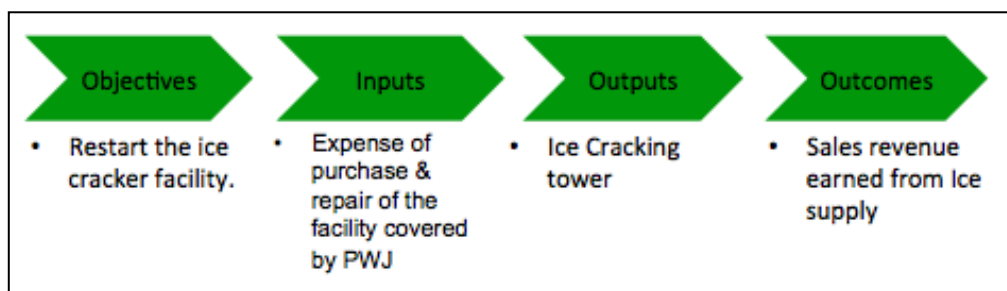 Objectives
Inputs
Outputs
Outcomes
• Restart the ice
cracker facility.
• Expense of
purchase &
repair of the
facility covered
by PWJ
• Ice Cracking
tower
• Sales revenue
earned from Ice
supply